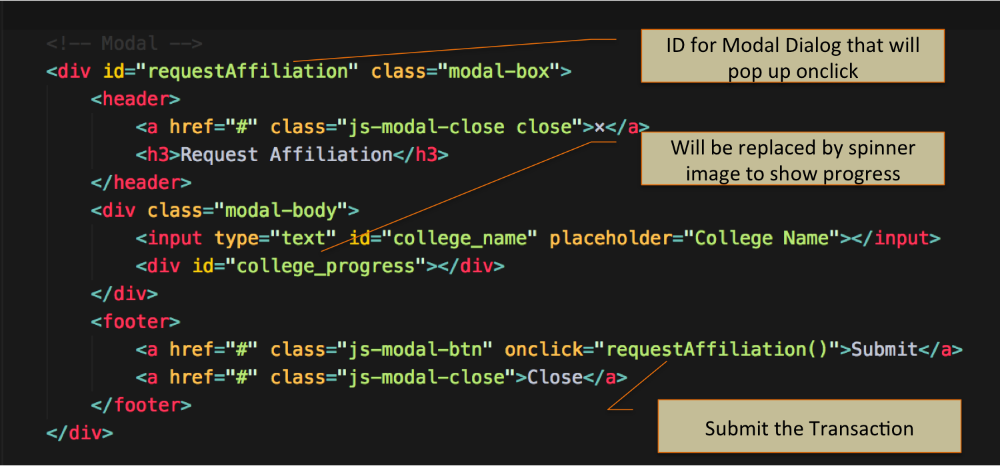 <!-- Modal -->
<div id="requestAffiliation" class="modal-box">
<header>
<a href="#" class="js-modal-close close">×</a>
<h3>Request Affiliation</h3>
</header>
<div class="modal-body">
<input type="text" id="college_name" placeholder="College Name"></input>
<div id="college_progress"></div>
</div>
<footer>
<a href="#" class="js-modal-btn" onclick="requestAffiliation()">Submit</a>
<a href="#" class="js-modal-close">Close</a>
</footer>
</div>
ID for Modal Dialog that will
pop up onclick
Will be replaced by spinner
image to show progress
Submit the Transaction